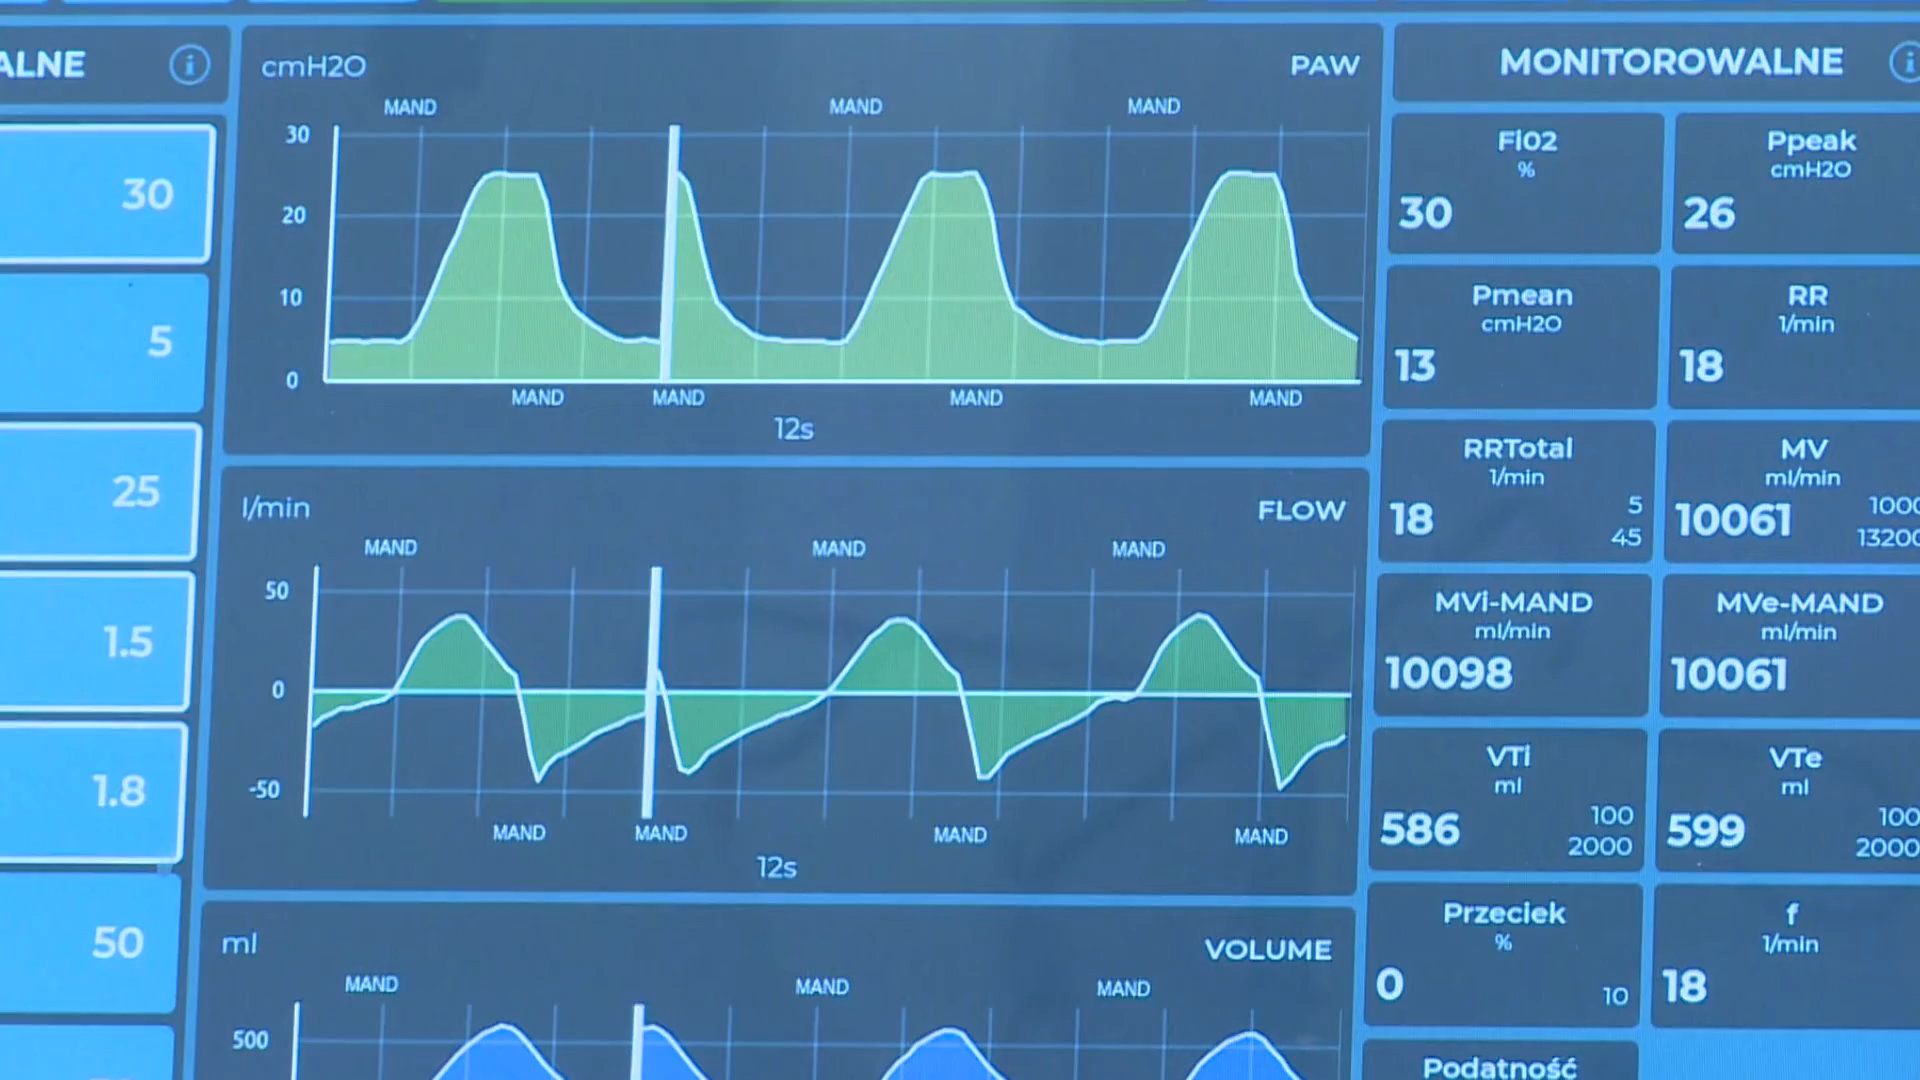 ALNE
30
5
25
1.5
1.8
50
cmH2O
PAW
MAND MAND MAND
30
20
10
0
MAND MAND MAND MAND
12s
l/min
FLOW
MAND MAND MAND
50
0
-50
MAND MAND MAND MAND
12s
ml
VOLUME
MAND MAND MAND
500
MONITOROWALNE
FiO2
%
30
Ppeak
cmH2O
26
Pmean
cmH2O
13
RR
1/min
18
RRTotal
1/min
18
5
45
MV
ml/min
10061
MVi-MAND
ml/min
10098
MVe-MAND
ml/min
10061
VTi
ml
586
100
2000
VTe
ml
599
100
2000
Przeciek
%
0
10
f
1/min
18
Podatność